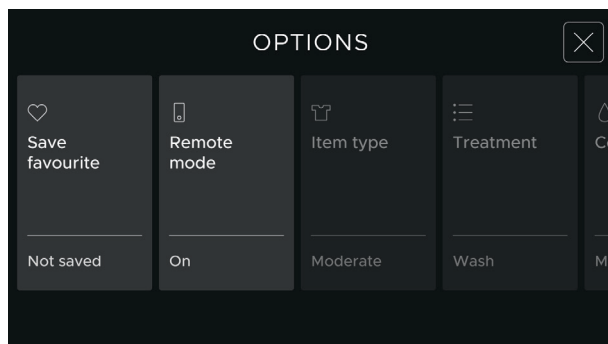 OPTIONS
Save
favourite
Not saved
Remote
mode
On
Item type
Moderate
Treatment
Wash